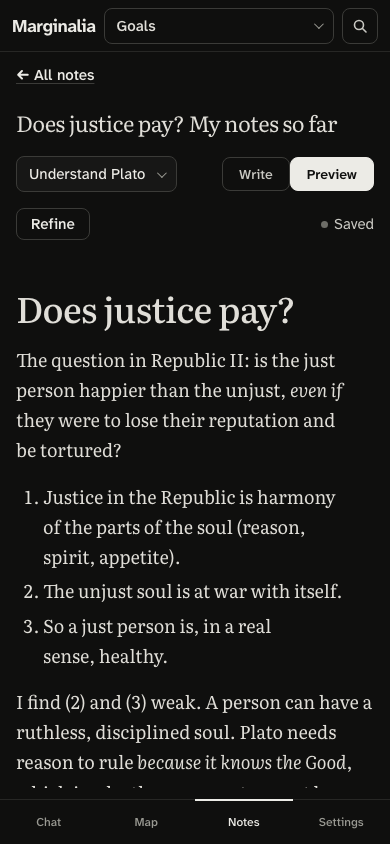 Marginalia
Goals
← All notes
Does justice pay? My notes so far
Understand Plato
Write
Preview
Refine
Saved
Does justice pay?
The question in Republic II: is the just
person happier than the unjust, even if
they were to lose their reputation and
be tortured?
1. Justice in the Republic is harmony
of the parts of the soul (reason,
spirit, appetite).
2. The unjust soul is at war with itself.
3. So a just person is, in a real
sense, healthy.
I find (2) and (3) weak. A person can have a
ruthless, disciplined soul. Plato needs
reason to rule because it knows the Good,
Chat
Map
Notes
Settings